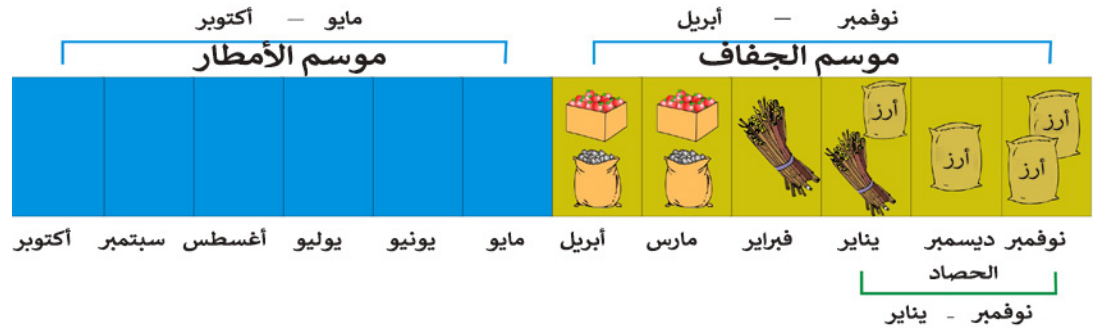 نوفمبر – أبريل
مايو – أكتوبر
موسم الجفاف
موسم الأمطار
أرز
أرز
أرز
أرز
نوفمبر ديسمبر يناير فبراير مارس أبريل مايو يونيو يوليو أغسطس سبتمبر أكتوبر
الحصاد
نوفمبر - يناير